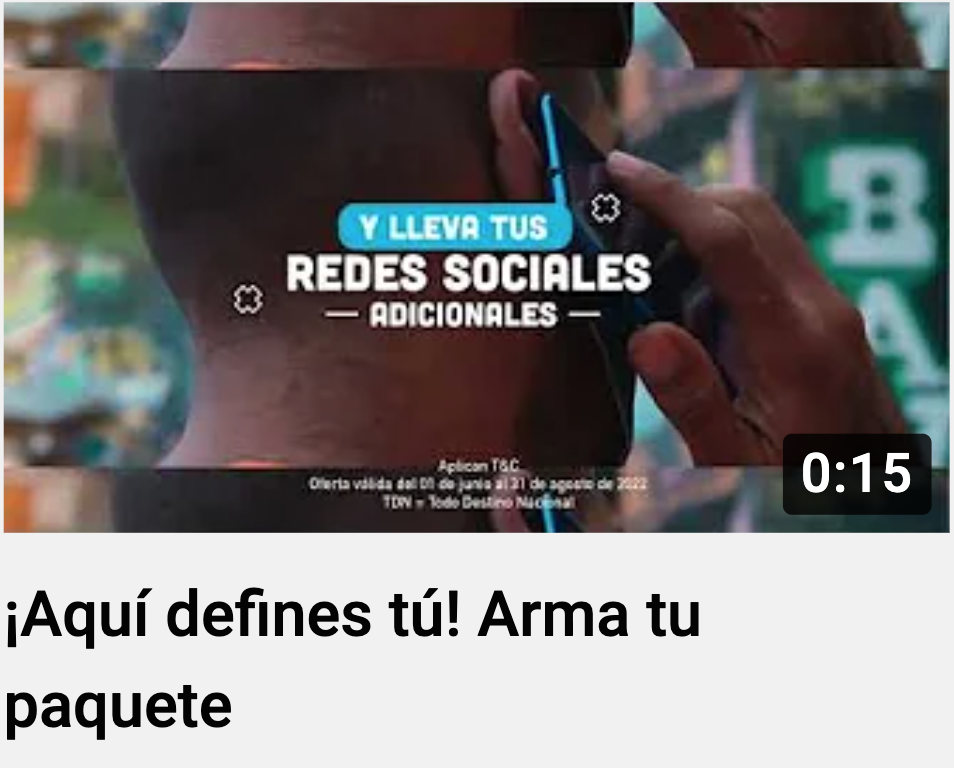 Y LLEVA TUS
REDES SOCIALES
ADICIONALES
B
A
Aplican T&C.
Oferta válida del 01 de junio al 31 de agosto de 2022
TDN = Todo Destino Nacional
0:15
¡Aquí defines tú! Arma tu
paquete